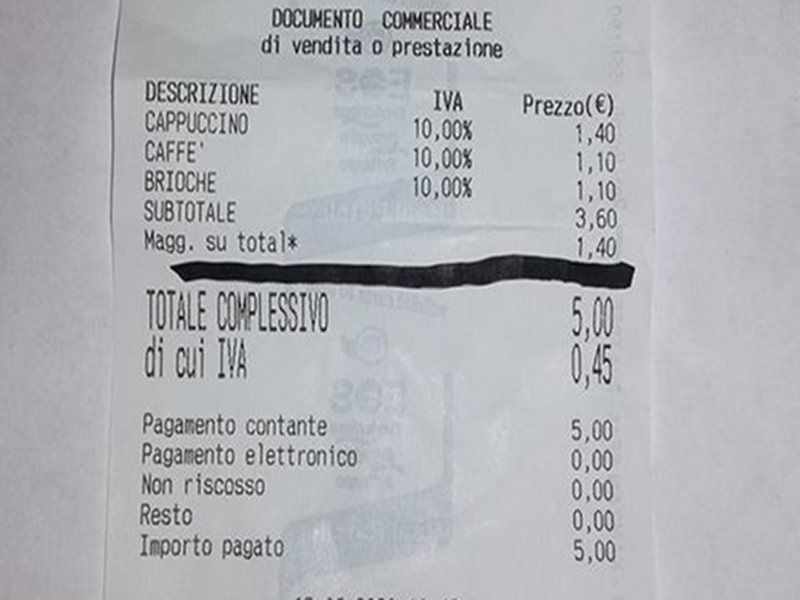 DOCUMENTO COMMERCIALE
di vendita o prestazione
DESCRIZIONE IVA Prezzo(€)
CAPPUCCINO 10,00% 1,40
CAFFE' 10,00% 1,10
BRIOCHE 10,00% 1,10
SUBTOTALE 3,60
Magg. su total* 1,40
TOTALE COMPLESSIVO 5,00
di cui IVA 0,45
Pagamento contante 5,00
Pagamento elettronico 0,00
Non riscosso 0,00
Resto 0,00
Importo pagato 5,00